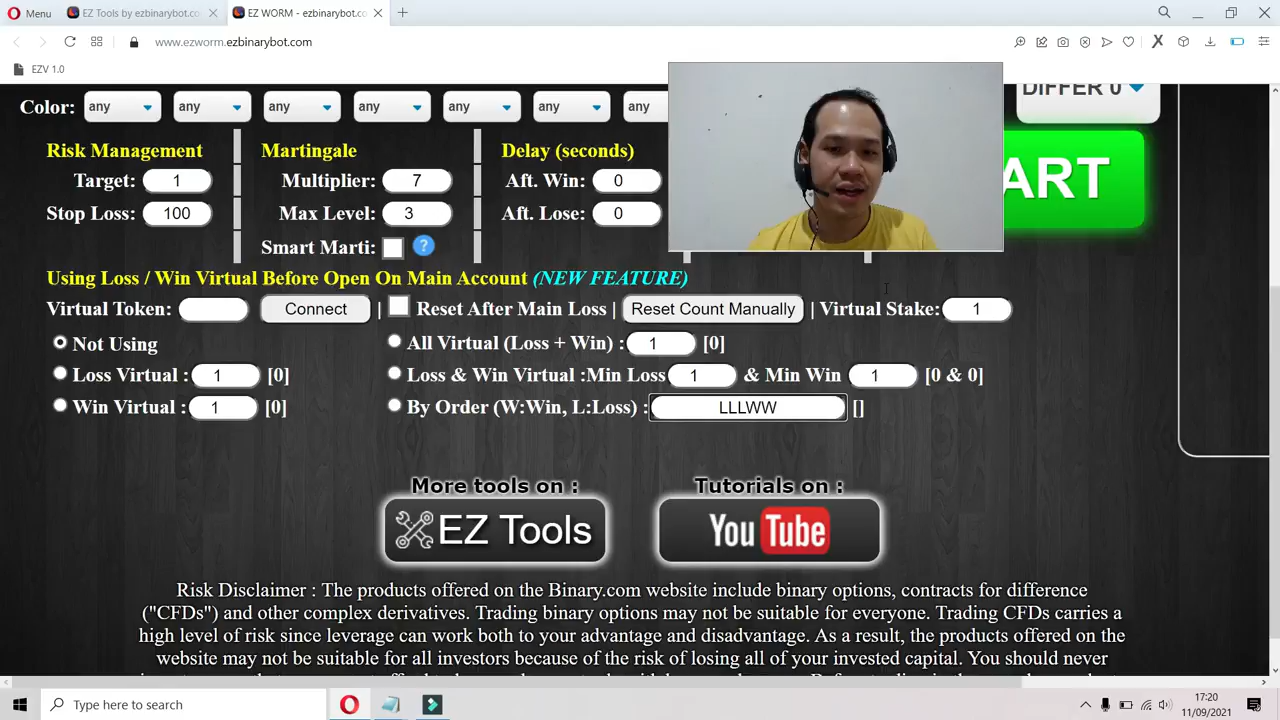 Menu
EZ Tools by ezbinarybot.co
EZ WORM - ezbinarybot.co
www.ezworm.ezbinarybot.com
EZV 1.0
Color: any any any any any any any
DIFFER 0
Risk Management Martingale Delay (seconds)
Target: 1 Multiplier: 7 Aft. Win: 0
ART
Stop Loss: 100 Max Level: 3 Aft. Lose: 0
Smart Marti: ?
Using Loss / Win Virtual Before Open On Main Account (NEW FEATURE)
Virtual Token: Connect | Reset After Main Loss | Reset Count Manually | Virtual Stake: 1
Not Using All Virtual (Loss + Win) : 1 [0]
Loss Virtual : 1 [0] Loss & Win Virtual :Min Loss 1 & Min Win 1 [0 & 0]
Win Virtual : 1 [0] By Order (W:Win, L:Loss) : LLLWW []
More tools on : Tutorials on :
EZ Tools YouTube
Risk Disclaimer : The products offered on the Binary.com website include binary options, contracts for difference
("CFDs") and other complex derivatives. Trading binary options may not be suitable for everyone. Trading CFDs carries a
high level of risk since leverage can work both to your advantage and disadvantage. As a result, the products offered on the
website may not be suitable for all investors because of the risk of losing all of your invested capital. You should never
Type here to search
17:20
11/09/2021